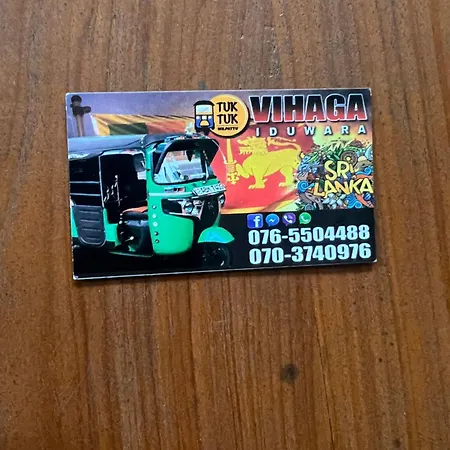 TUK
TUK
VIHAGA
IDUWARA
SRI
LANKA
076-5504488
070-3740976